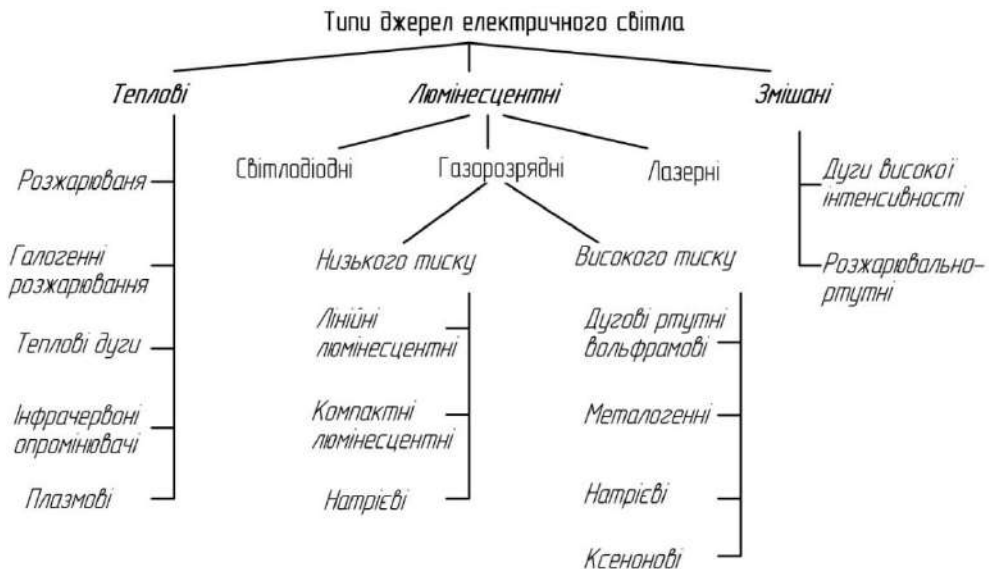 Типи джерел електричного світла
Теплові
Люмінесцентні
Змішані
Розжарюваня
Галогенні
розжарювання
Теплові дуги
Інфрачервоні
опромінювачі
Плазмові
Світлодіодні
Газорозрядні
Лазерні
Низького тиску
Лінійні
люмінесцентні
Компактні
люмінесцентні
Натрієві
Високого тиску
Дугові ртутні
вольфрамові
Металогенні
Натрієві
Ксенонові
Дуги високої
інтенсивності
Розжарювально-
ртутні